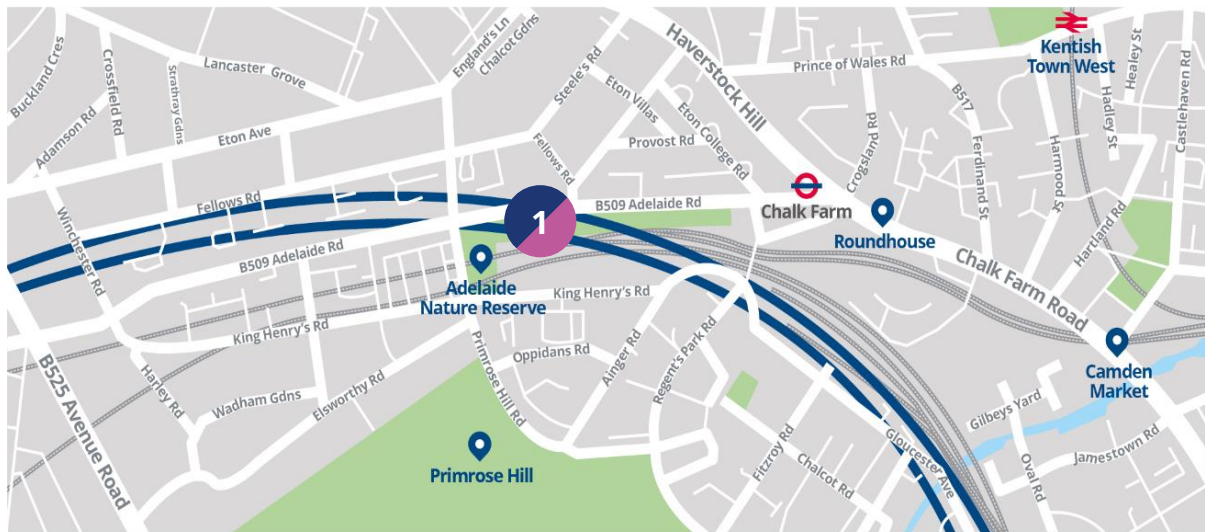 Buckland Cres
Crossfield Rd
Strathray Gdns
Lancaster Grove
England's Ln
Chalcot Gdns
Steele's Rd
Haverstock Hill
Prince of Wales Rd
Kentish
Town West
Healey St
Hadley St
Castlehaven Rd
Adamson Rd
Eton Ave
Eton Villas
Eton College Rd
Provost Rd
Crogsland Rd
B517
Ferdinand St
Harmood St
Hartland Rd
Fellows Rd
Fellows Rd
Winchester Rd
B509 Adelaide Rd
B509 Adelaide Rd
1
Chalk Farm
Roundhouse
Chalk Farm Road
Adelaide
Nature Reserve
King Henry's Rd
King Henry's Rd
B525 Avenue Road
Harley Rd
Wadham Gdns
Elsworthy Rd
Primrose Hill Rd
Oppidans Rd
Ainger Rd
Regent's Park Rd
Camden
Market
Gilbeys Yard
Jamestown Rd
Oval Rd
Gloucester Ave
Fitzroy Rd
Chalcot Rd
Primrose Hill